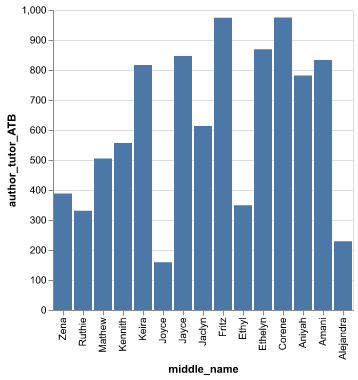 author_tutor_ATB
1,000
900
800
700
600
500
400
300
200
100
0
Zena
Ruthie
Mathew
Kennith
Keira
Joyce
Jayce
Jaclyn
Fritz
Ethyl
Ethelyn
Corene
Aniyah
Amani
Alejandra
middle_name